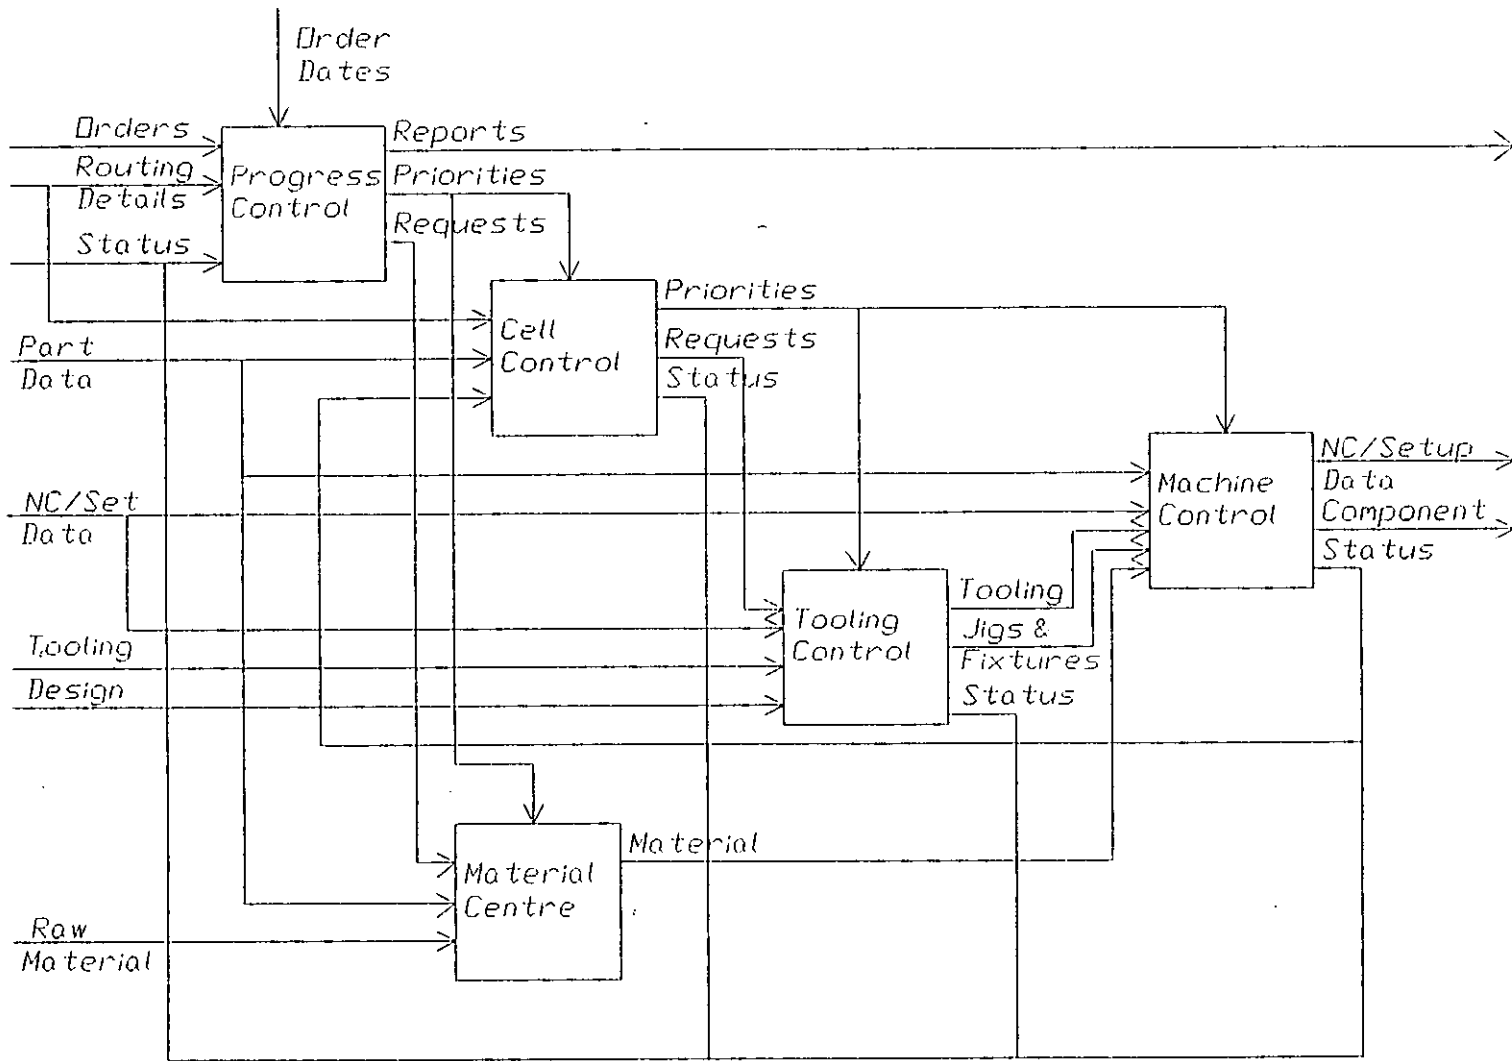 Order
Dates
Orders
Routing
Details
Status
Progress
Control
Reports
Priorities
Requests
Part
Data
Cell
Control
Priorities
Requests
Status
NC/Set
Data
Machine
Control
NC/Setup
Data
Component
Status
Tooling
Design
Tooling
Control
Tooling
Jigs &
Fixtures
Status
Material
Centre
Material
Raw
Material